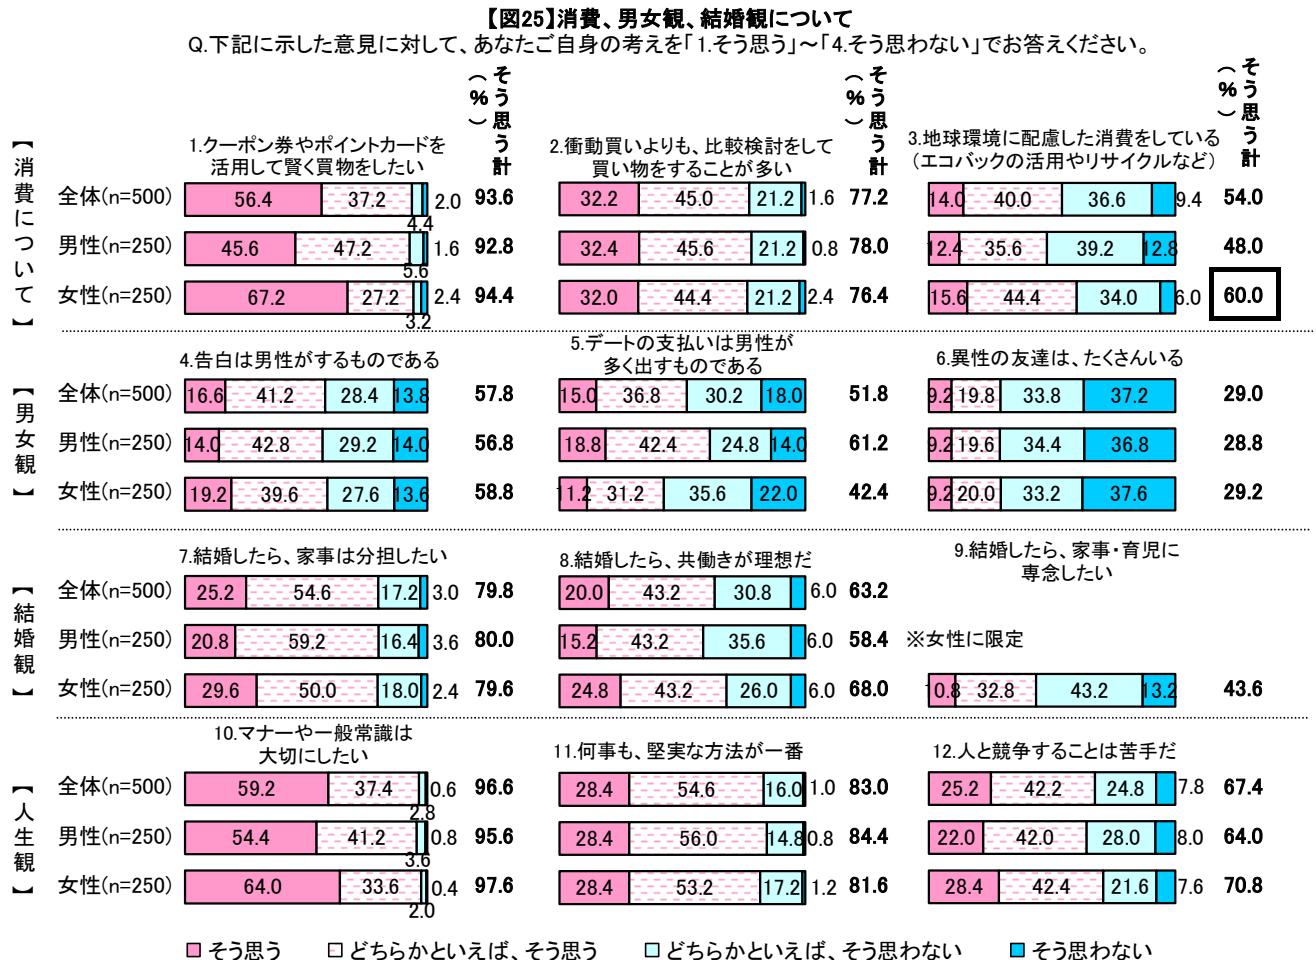 【図25】消費、男女観、結婚観について
Q.下記に示した意見に対して、あなたご自身の考えを「1.そう思う」～「4.そう思わない」でお答えください。
【消費について】
1.クーポン券やポイントカードを
活用して賢く買物をしたい
そう思う計（%）
全体(n=500) 56.4 37.2 4.4 2.0 93.6
男性(n=250) 45.6 47.2 5.6 1.6 92.8
女性(n=250) 67.2 27.2 3.2 2.4 94.4
2.衝動買いよりも、比較検討をして
買い物をすることが多い
そう思う計（%）
32.2 45.0 21.2 1.6 77.2
32.4 45.6 21.2 0.8 78.0
32.0 44.4 21.2 2.4 76.4
3.地球環境に配慮した消費をしている
（エコバックの活用やリサイクルなど）
そう思う計（%）
14.0 40.0 36.6 9.4 54.0
12.4 35.6 39.2 12.8 48.0
15.6 44.4 34.0 6.0 60.0
【男女観】
4.告白は男性がするものである
全体(n=500) 16.6 41.2 28.4 13.8 57.8
男性(n=250) 14.0 42.8 29.2 14.0 56.8
女性(n=250) 19.2 39.6 27.6 13.6 58.8
5.デートの支払いは男性が
多く出すものである
15.0 36.8 30.2 18.0 51.8
18.8 42.4 24.8 14.0 61.2
11.2 31.2 35.6 22.0 42.4
6.異性の友達は、たくさんいる
9.2 19.8 33.8 37.2 29.0
9.2 19.6 34.4 36.8 28.8
9.2 20.0 33.2 37.6 29.2
【結婚観】
7.結婚したら、家事は分担したい
全体(n=500) 25.2 54.6 17.2 3.0 79.8
男性(n=250) 20.8 59.2 16.4 3.6 80.0
女性(n=250) 29.6 50.0 18.0 2.4 79.6
8.結婚したら、共働きが理想だ
20.0 43.2 30.8 6.0 63.2
15.2 43.2 35.6 6.0 58.4
24.8 43.2 26.0 6.0 68.0
9.結婚したら、家事・育児に
専念したい
※女性に限定
10.8 32.8 43.2 13.2 43.6
【人生観】
10.マナーや一般常識は
大切にしたい
全体(n=500) 59.2 37.4 2.8 0.6 96.6
男性(n=250) 54.4 41.2 3.6 0.8 95.6
女性(n=250) 64.0 33.6 2.0 0.4 97.6
11.何事も、堅実な方法が一番
28.4 54.6 16.0 1.0 83.0
28.4 56.0 14.8 0.8 84.4
28.4 53.2 17.2 1.2 81.6
12.人と競争することは苦手だ
25.2 42.2 24.8 7.8 67.4
22.0 42.0 28.0 8.0 64.0
28.4 42.4 21.6 7.6 70.8
そう思う どちらかといえば、そう思う どちらかといえば、そう思わない そう思わない